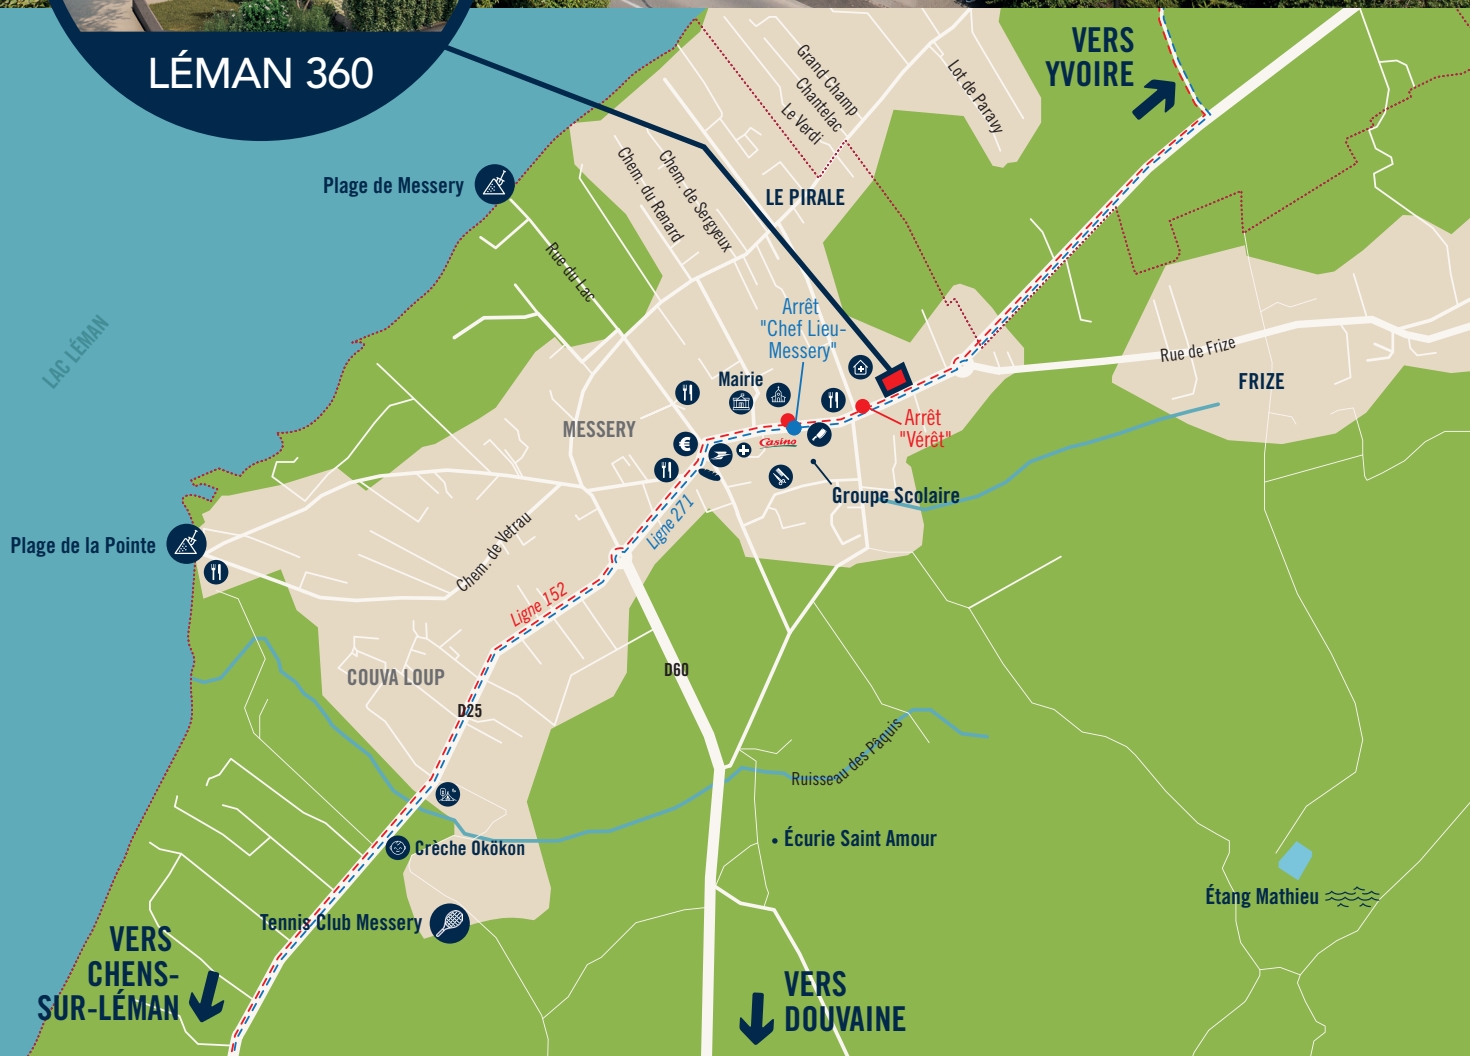 LÉMAN 360
VERS
YVOIRE
Grand Champ
Chantelac
Le Verdi
Lot de Paravy
Plage de Messery
Chem. du Renard
Chem. de Sergyeux
LE PIRALE
Rue du Lac
LAC LÉMAN
Arrêt
"Chef Lieu-
Messery"
Rue de Frize
FRIZE
Mairie
MESSERY
Casino
Arrêt
"Vérêt"
Groupe Scolaire
Ligne 271
Plage de la Pointe
Chem. de Vetrau
Ligne 152
COUVA LOUP
D25
D60
Ruisseau des Pâquis
Écurie Saint Amour
Crèche Okökon
Étang Mathieu
Tennis Club Messery
VERS
CHENS-
SUR-LÉMAN
VERS
DOUVAINE